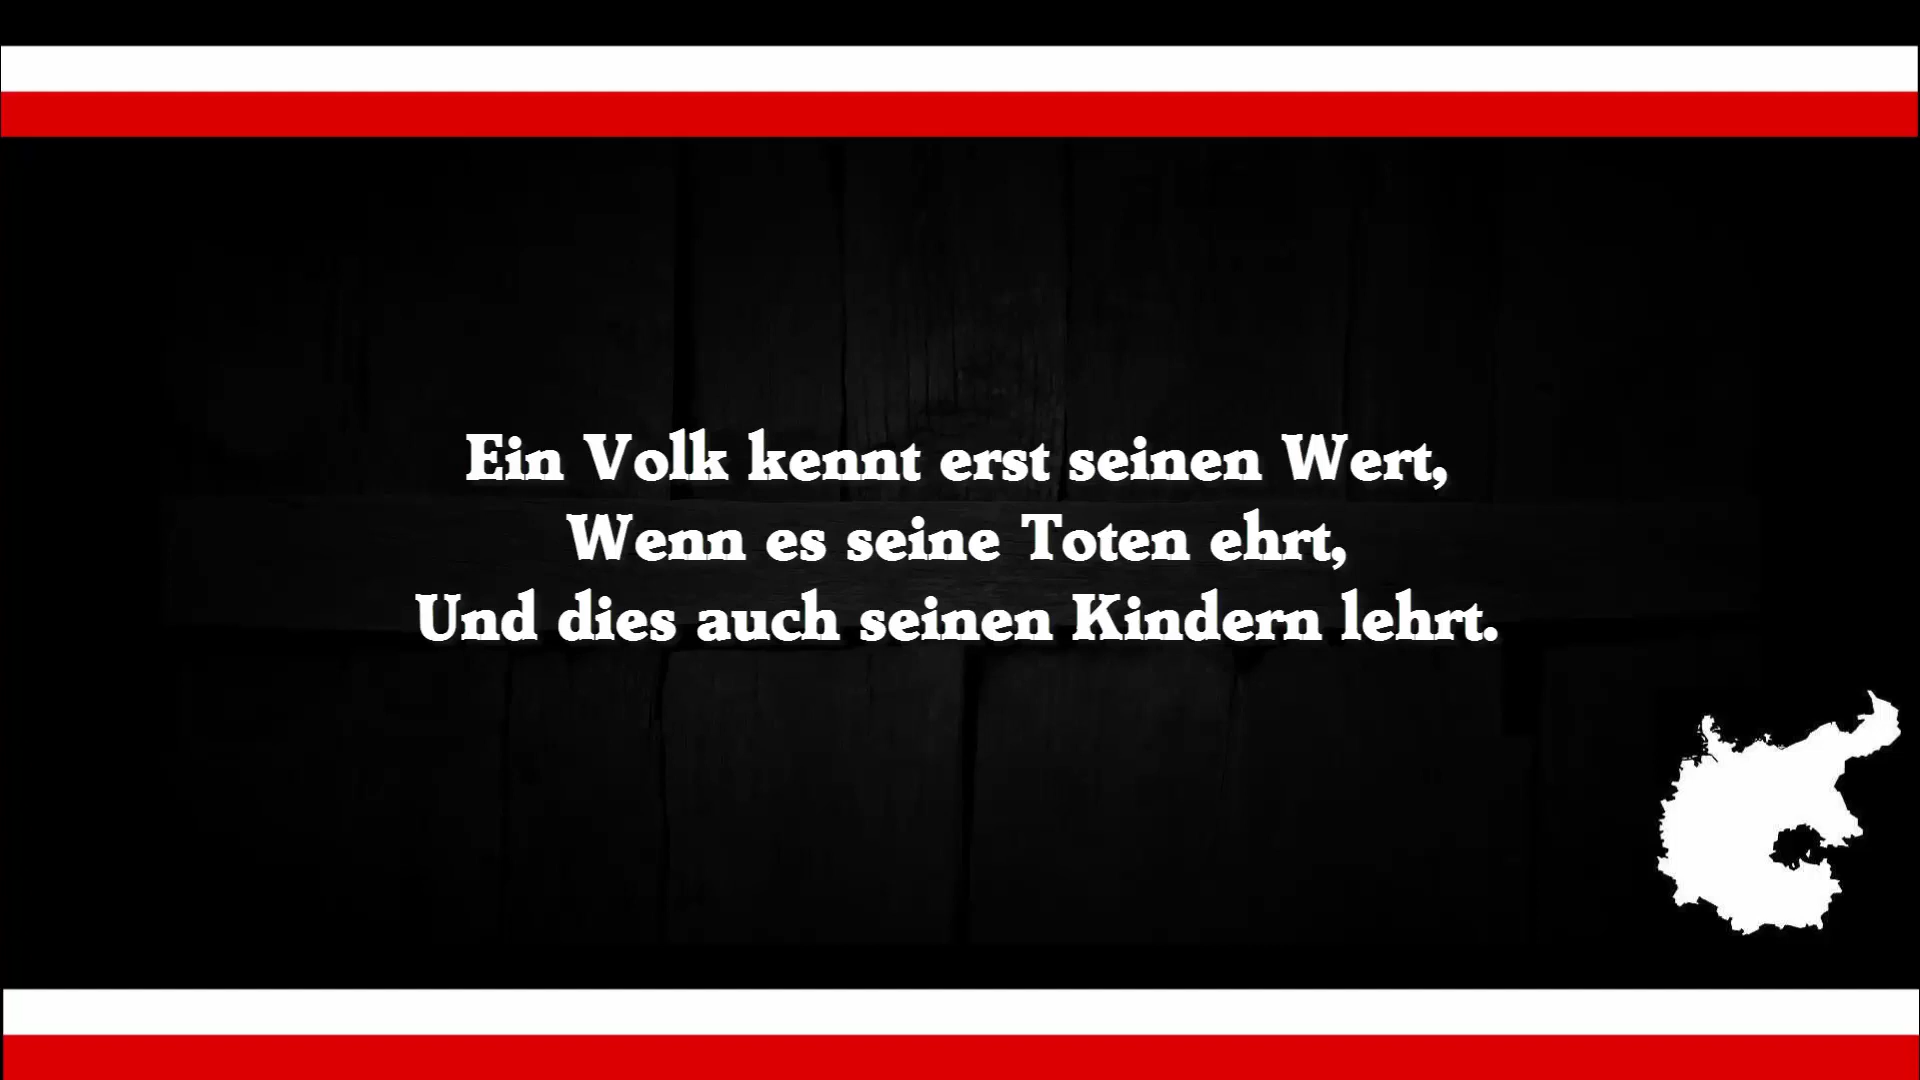 Ein Volk kennt erst seinen Wert,
Wenn es seine Toten ehrt,
Und dies auch seinen Kindern lehrt.